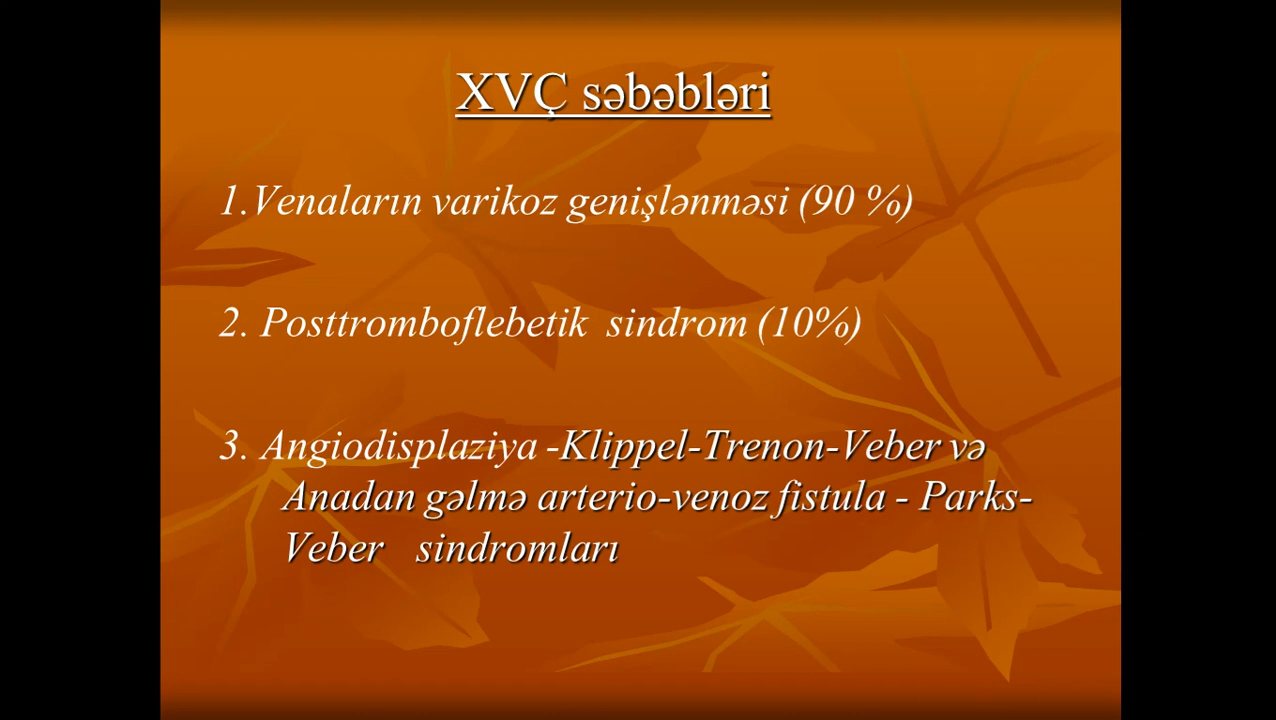 XVÇ səbəbləri
1.Venaların varikoz genişlənməsi (90 %)
2. Posttromboflebetik sindrom (10%)
3. Angiodisplaziya -Klippel-Trenon-Veber və
Anadan gəlmə arterio-venoz fistula - Parks-
Veber sindromları